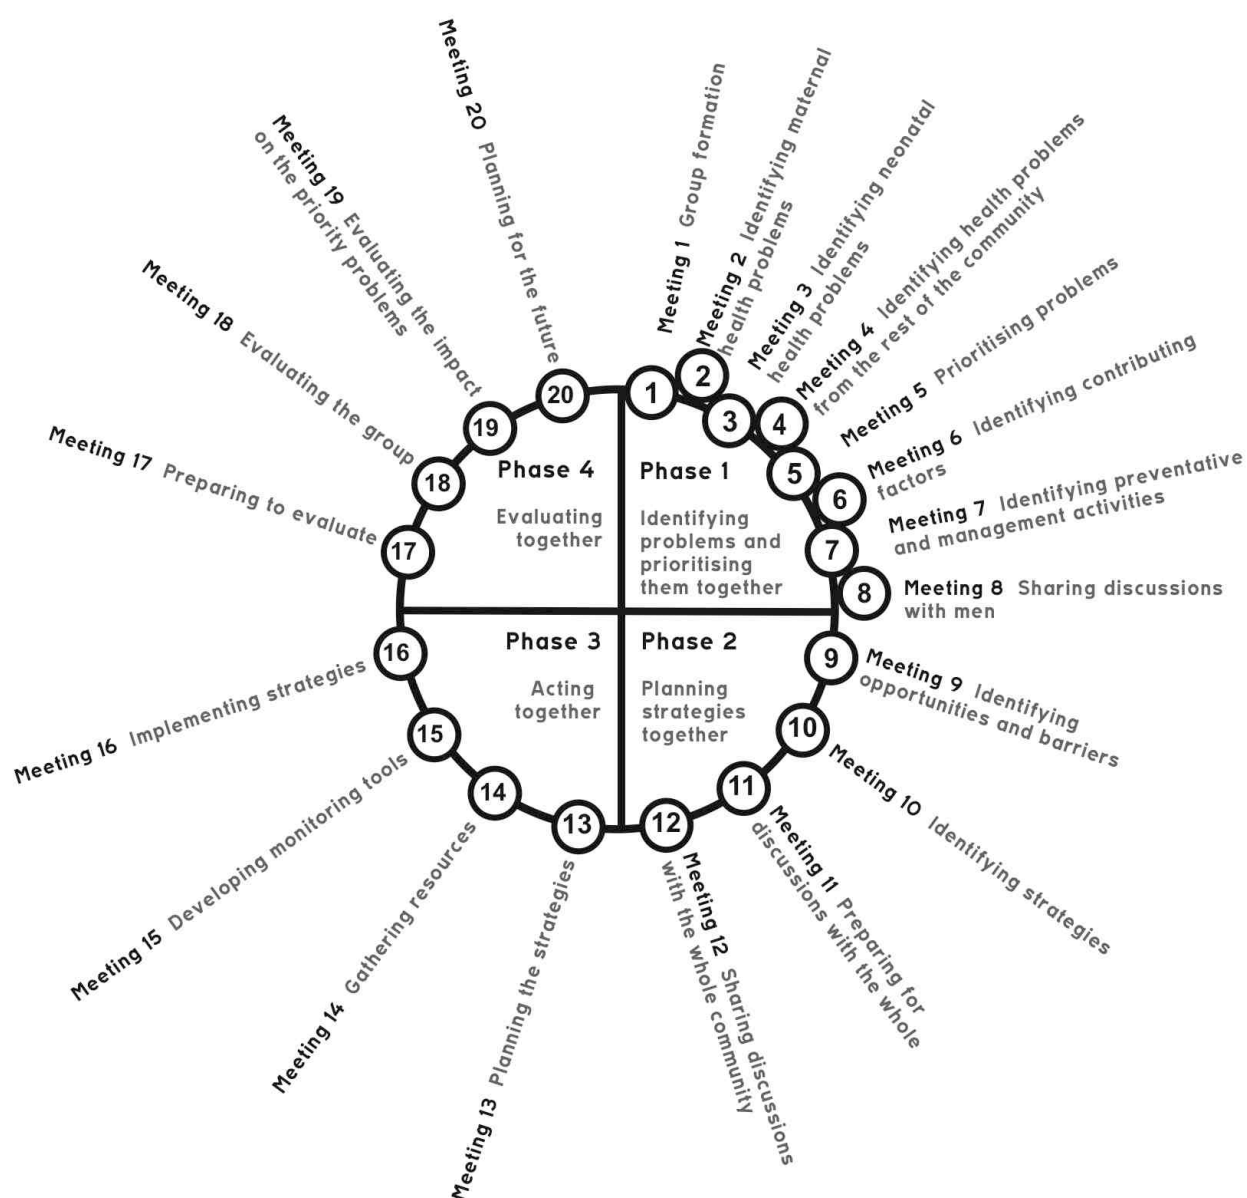 Meeting 1 Group formation
Meeting 2 Identifying maternal
health problems
Meeting 3 Identifying neonatal
health problems
Meeting 4 Identifying health problems
from the rest of the community
Meeting 5 Prioritising problems
Meeting 6 Identifying contributing
factors
Meeting 7 Identifying preventative
and management activities
Meeting 8 Sharing discussions
with men
Meeting 9 Identifying
opportunities and barriers
Meeting 10 Identifying strategies
Meeting 11 Preparing for
discussions with the whole
Meeting 12 Sharing discussions
with the whole community
Meeting 13 Planning the strategies
Meeting 14 Gathering resources
Meeting 15 Developing monitoring tools
Meeting 16 Implementing strategies
Meeting 17 Preparing to evaluate
Meeting 18 Evaluating the group
Meeting 19 Evaluating the impact
on the priority problems
Meeting 20 Planning for the future
1
2
3
4
5
6
7
8
9
10
11
12
13
14
15
16
17
18
19
20
Phase 1
Identifying
problems and
prioritising
them together
Phase 2
Planning
strategies
together
Phase 3
Acting
together
Phase 4
Evaluating
together